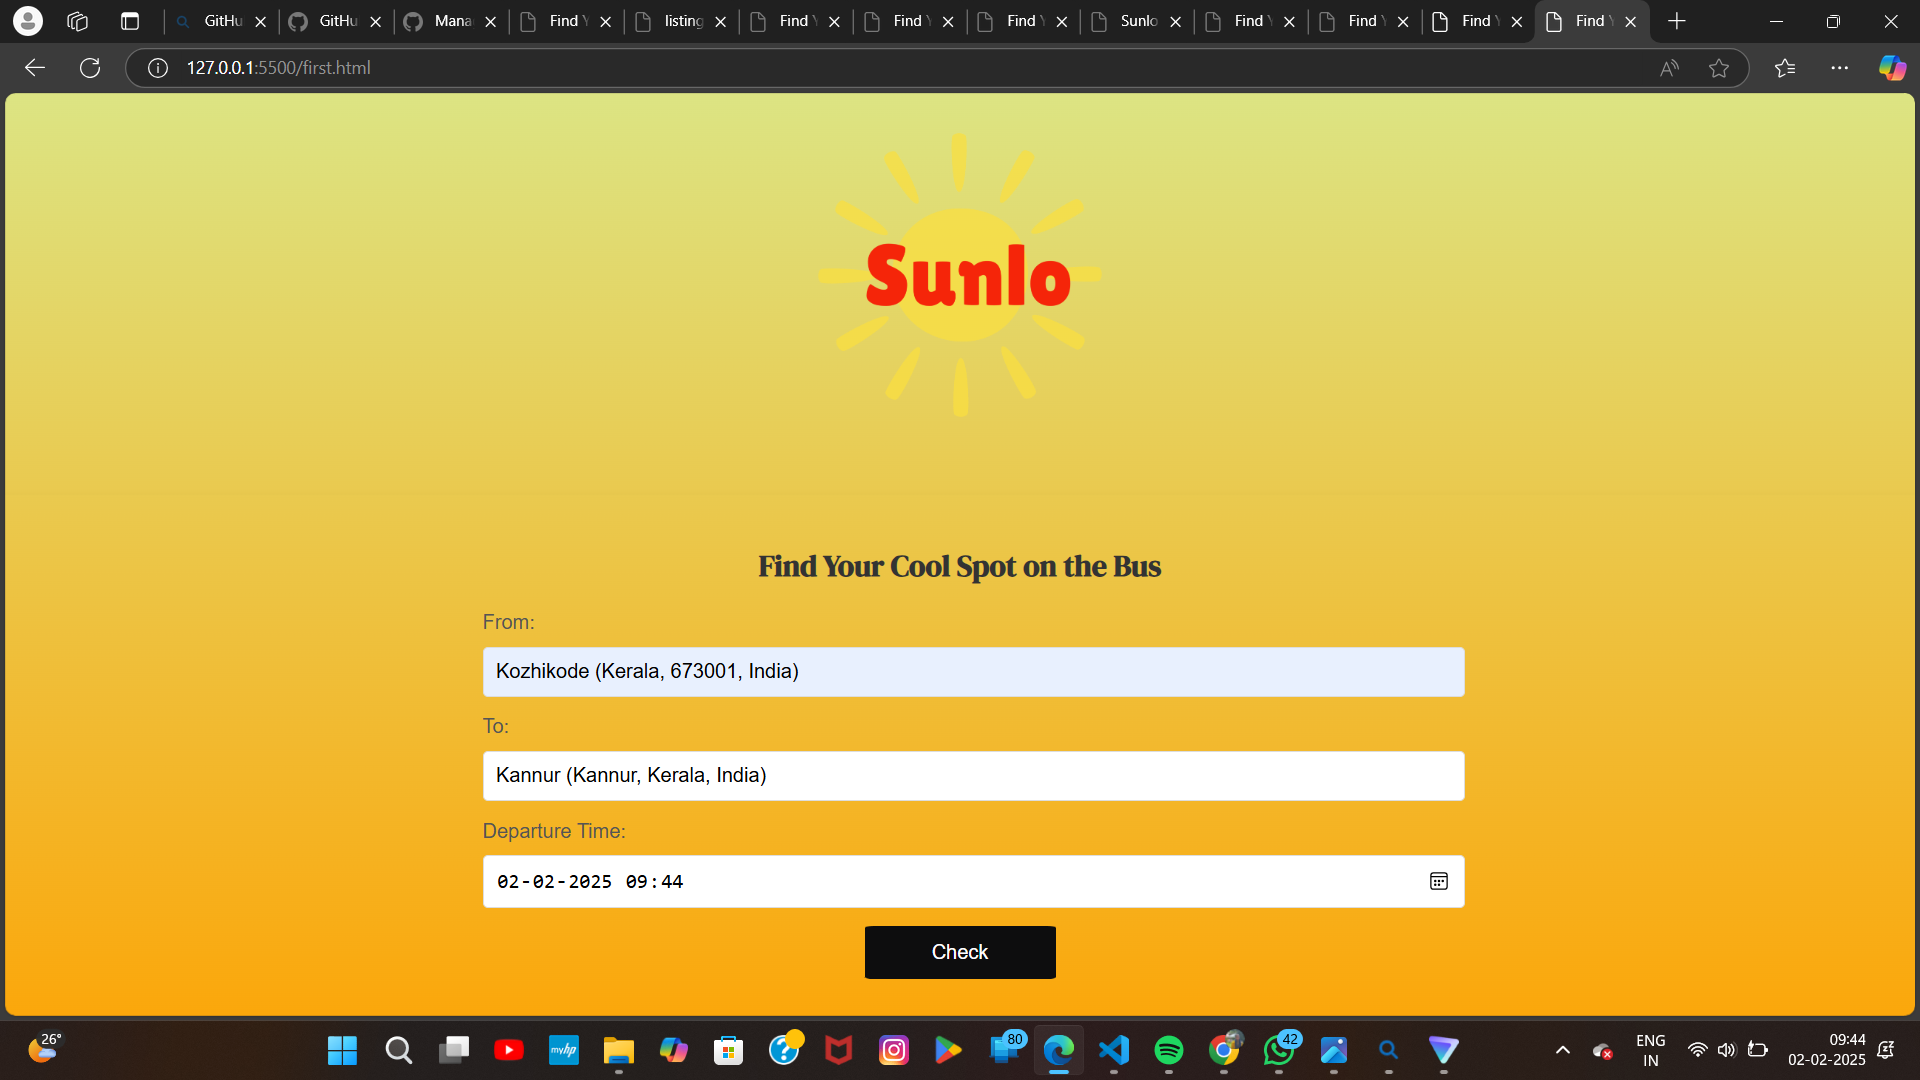 GitHu
GitHu
Mana
Find Y
listing
Find Y
Find Y
Find Y
Sunlo
Find Y
Find Y
Find Y
Find Y
127.0.0.1:5500/first.html
Sunlo
Find Your Cool Spot on the Bus
From:
Kozhikode (Kerala, 673001, India)
To:
Kannur (Kannur, Kerala, India)
Departure Time:
02-02-2025 09:44
Check
26°
myhp
80
42
ENG
IN
09:44
02-02-2025